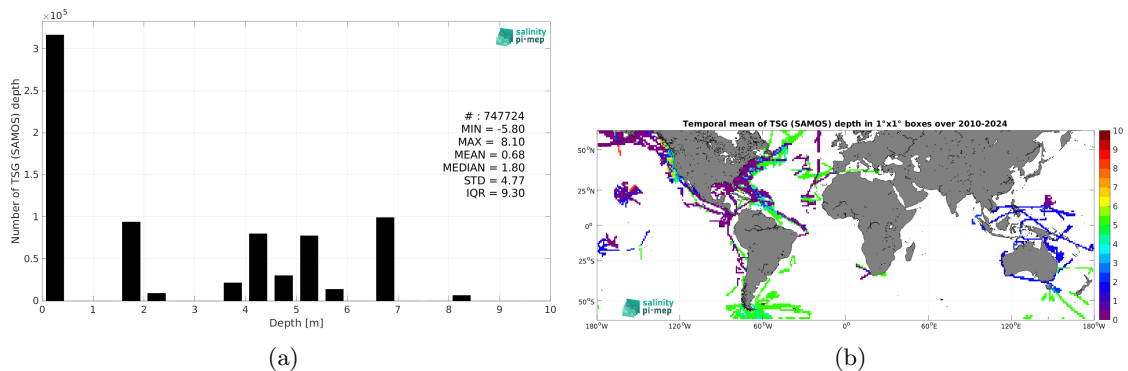 ×10⁵
3
2.5
2
1.5
1
0.5
0
Number of TSG (SAMOS) depth
salinity
pi-mep
# : 747724
MIN = -5.80
MAX = 8.10
MEAN = 0.68
MEDIAN = 1.80
STD = 4.77
IQR = 9.30
0 1 2 3 4 5 6 7 8 9 10
Depth [m]
(a)
Temporal mean of TSG (SAMOS) depth in 1°x1° boxes over 2010-2024
50°N
25°N
0°
25°S
50°S
salinity
pi-mep
180°W 120°W 60°W 0° 60°E 120°E 180°E
10
9
8
7
6
5
4
3
2
1
0
(b)